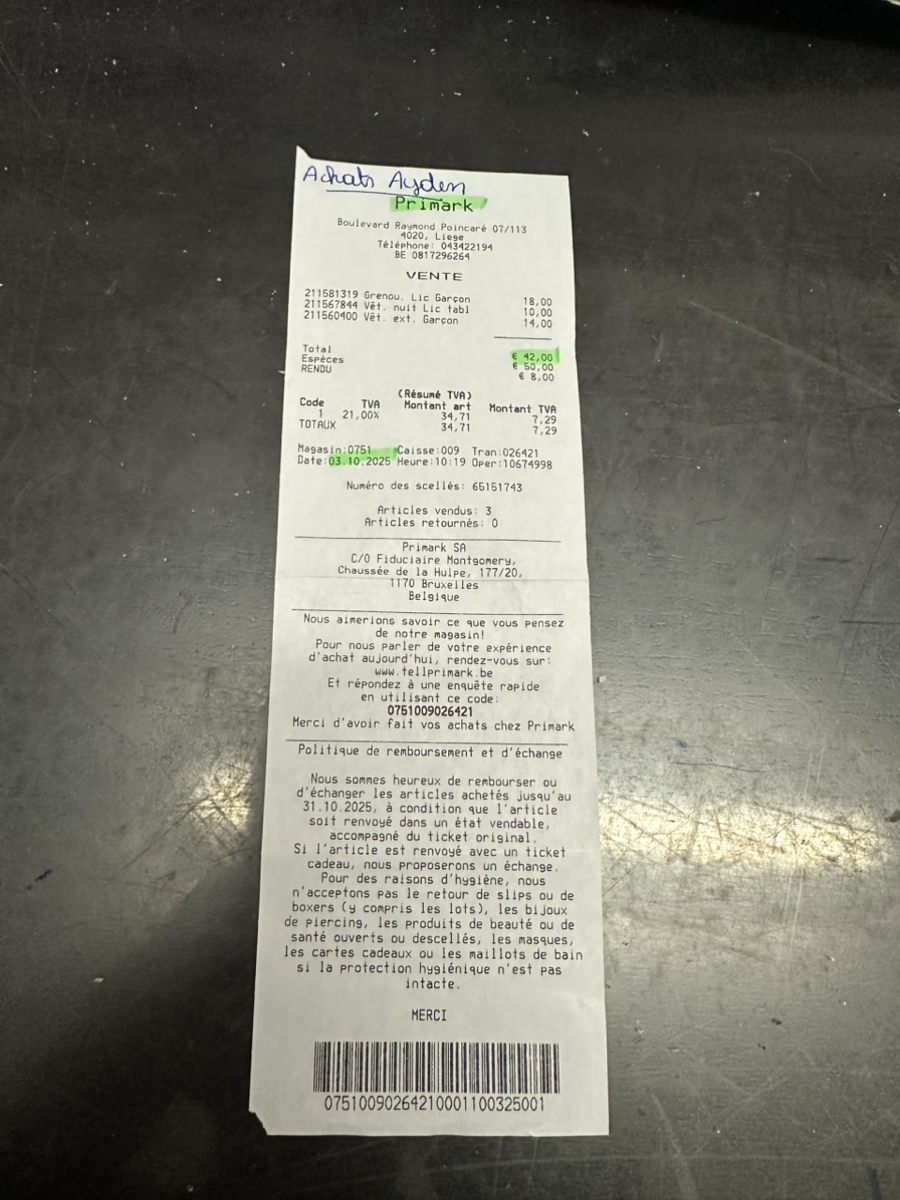 Achats Ayden
Primark
Boulevard Raymond Poincaré 07/113
4020, Liege
Téléphone: 043422194
BE 0817296264
VENTE
211581319 Grenou. Lic Garçon 18,00
211567844 Vêt. nuit Lic tabl 10,00
211560400 Vêt. ext. Garçon 14,00
Total € 42,00
Espèces € 50,00
RENDU € 8,00
(Résumé TVA)
Code TVA Montant art Montant TVA
1 21,00% 34,71 7,29
TOTAUX 34,71 7,29
Magasin:0751 Caisse:009 Tran:026421
Date:03.10.2025 Heure:10:19 Oper:10674998
Numéro des scellés: 65151743
Articles vendus: 3
Articles retournés: 0
Primark SA
C/O Fiduciaire Montgomery,
Chaussée de la Hulpe, 177/20,
1170 Bruxelles
Belgique
Nous aimerions savoir ce que vous pensez
de notre magasin!
Pour nous parler de votre expérience
d'achat aujourd'hui, rendez-vous sur:
www.tellprimark.be
Et répondez à une enquête rapide
en utilisant ce code:
0751009026421
Merci d'avoir fait vos achats chez Primark
Politique de remboursement et d'échange
Nous sommes heureux de rembourser ou
d'échanger les articles achetés jusqu'au
31.10.2025, à condition que l'article
soit renvoyé dans un état vendable,
accompagné du ticket original.
Si l'article est renvoyé avec un ticket
cadeau, nous proposerons un échange.
Pour des raisons d'hygiène, nous
n'acceptons pas le retour de slips ou de
boxers (y compris les lots), les bijoux
de piercing, les produits de beauté ou de
santé ouverts ou descellés, les masques,
les cartes cadeaux ou les maillots de bain
si la protection hygiénique n'est pas
intacte.
MERCI
07510090264210001100325001